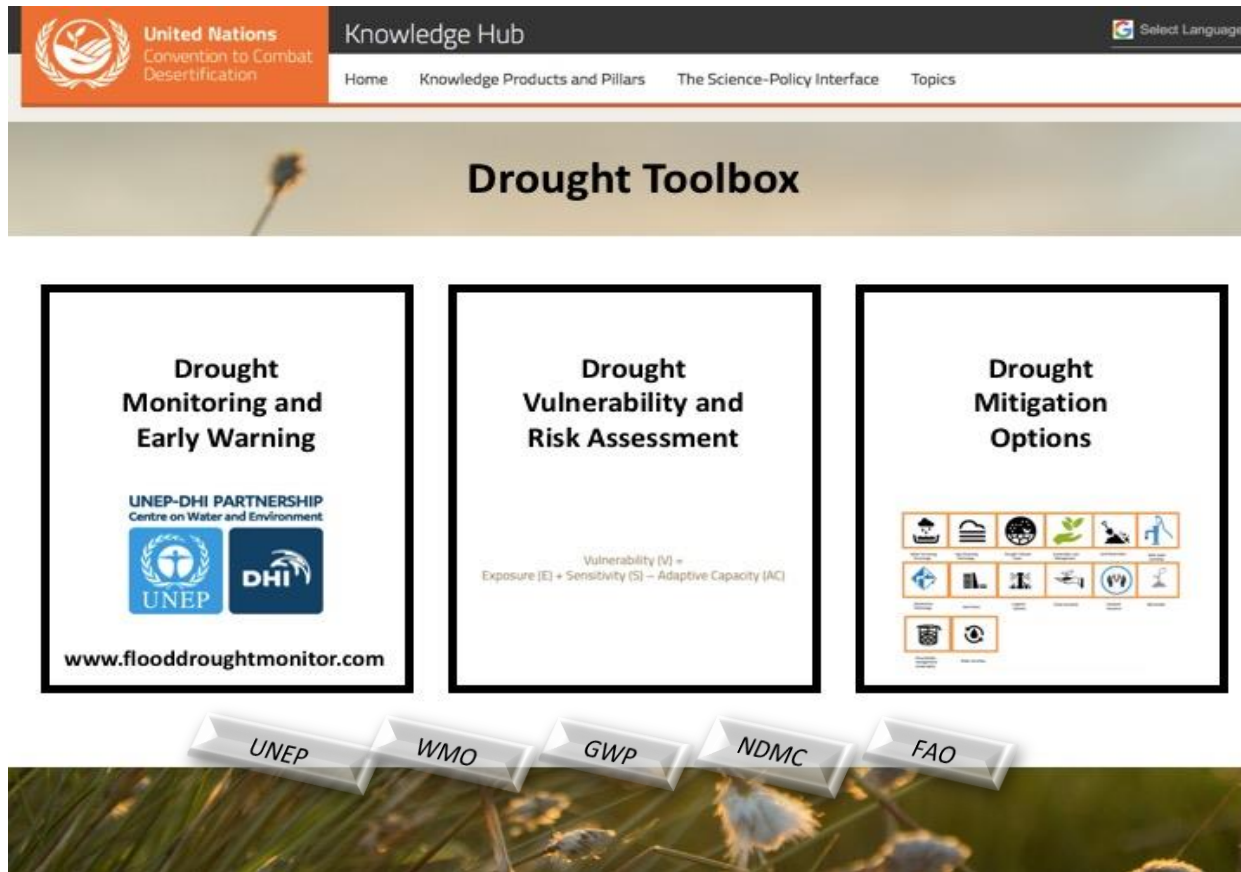 United Nations
Convention to Combat
Desertification
Knowledge Hub
Select Language
Home Knowledge Products and Pillars The Science-Policy Interface Topics
Drought Toolbox
Drought
Monitoring and
Early Warning
UNEP-DHI PARTNERSHIP
Centre on Water and Environment
UNEP
DHI
www.flooddroughtmonitor.com
Drought
Vulnerability and
Risk Assessment
Vulnerability (V) =
Exposure (E) + Sensitivity (S) – Adaptive Capacity (AC)
Drought
Mitigation
Options
UNEP
WMO
GWP
NDMC
FAO